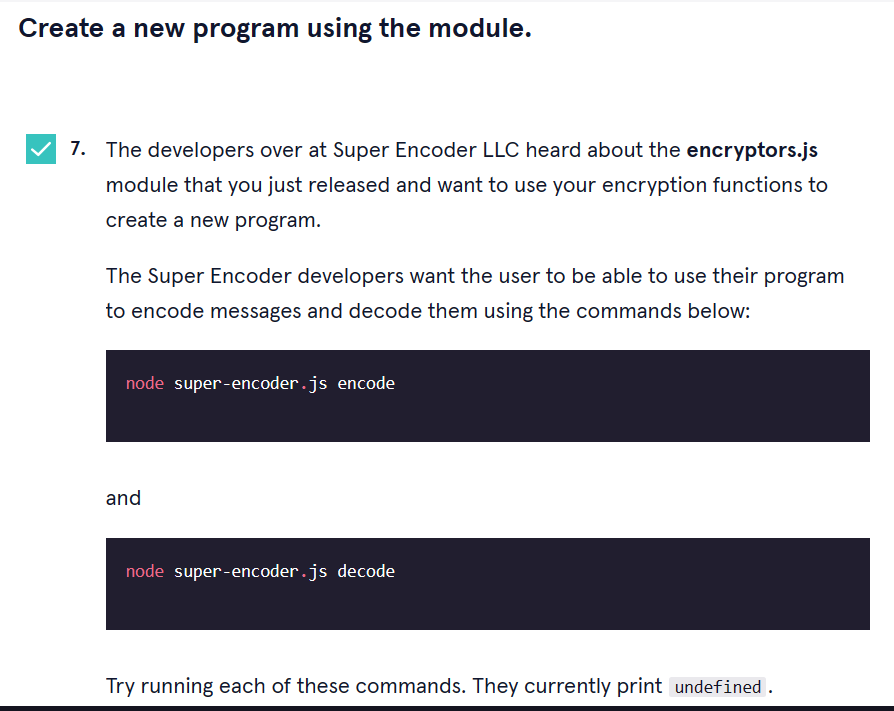 Create a new program using the module.
7. The developers over at Super Encoder LLC heard about the encryptors.js
module that you just released and want to use your encryption functions to
create a new program.
The Super Encoder developers want the user to be able to use their program
to encode messages and decode them using the commands below:
node super-encoder.js encode
and
node super-encoder.js decode
Try running each of these commands. They currently print undefined.